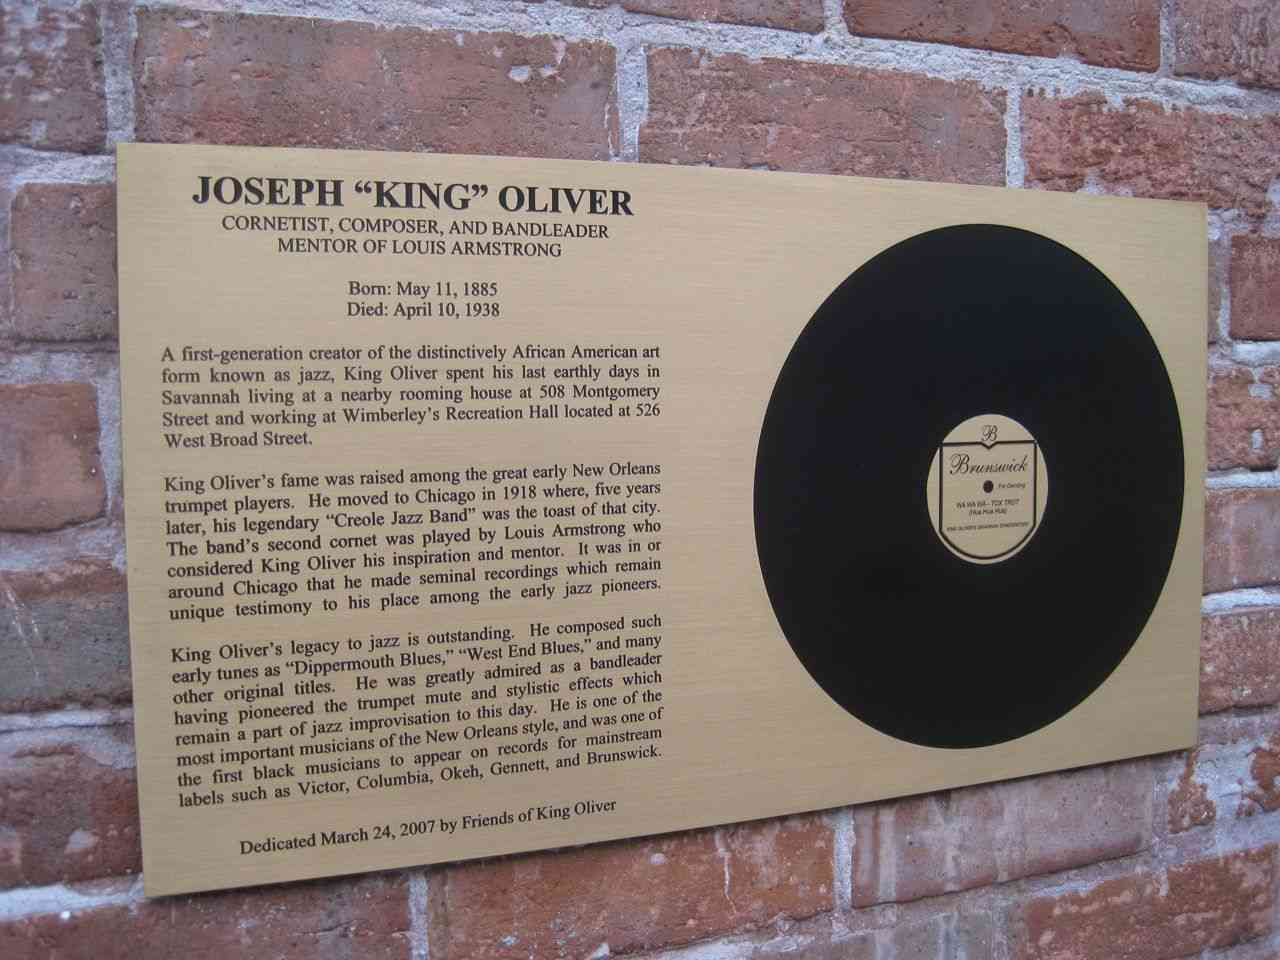 JOSEPH “KING” OLIVER
CORNETIST, COMPOSER, AND BANDLEADER
MENTOR OF LOUIS ARMSTRONG
Born: May 11, 1885
Died: April 10, 1938
A first-generation creator of the distinctively African American art
form known as jazz, King Oliver spent his last earthly days in
Savannah living at a nearby rooming house at 508 Montgomery
Street and working at Wimberley’s Recreation Hall located at 526
West Broad Street.
King Oliver’s fame was raised among the great early New Orleans
trumpet players. He moved to Chicago in 1918 where, five years
later, his legendary “Creole Jazz Band” was the toast of that city.
The band’s second cornet was played by Louis Armstrong who
considered King Oliver his inspiration and mentor. It was in or
around Chicago that he made seminal recordings which remain
unique testimony to his place among the early jazz pioneers.
King Oliver’s legacy to jazz is outstanding. He composed such
early tunes as “Dippermouth Blues,” “West End Blues,” and many
other original titles. He was greatly admired as a bandleader
having pioneered the trumpet mute and stylistic effects which
remain a part of jazz improvisation to this day. He is one of the
most important musicians of the New Orleans style, and was one of
the first black musicians to appear on records for mainstream
labels such as Victor, Columbia, Okeh, Gennett, and Brunswick.
Dedicated March 24, 2007 by Friends of King Oliver
B
Brunswick
For Dancing
WA WA WA - FOX TROT
KING OLIVER'S